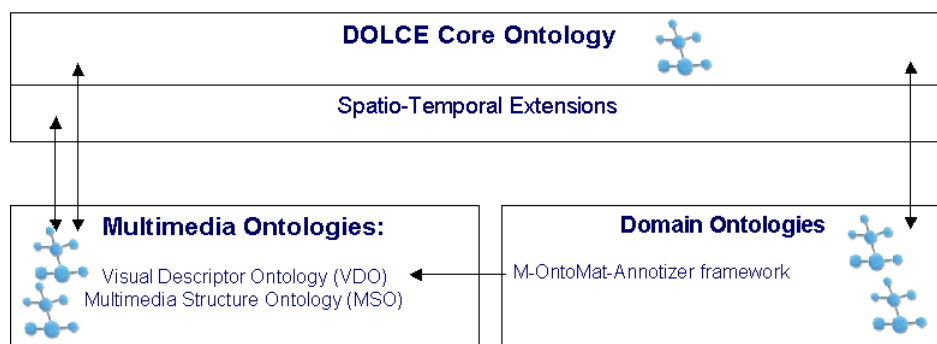 DOLCE Core Ontology
Spatio-Temporal Extensions
Multimedia Ontologies:
Visual Descriptor Ontology (VDO)
Multimedia Structure Ontology (MSO)
Domain Ontologies
M-OntoMat-Annotizer framework